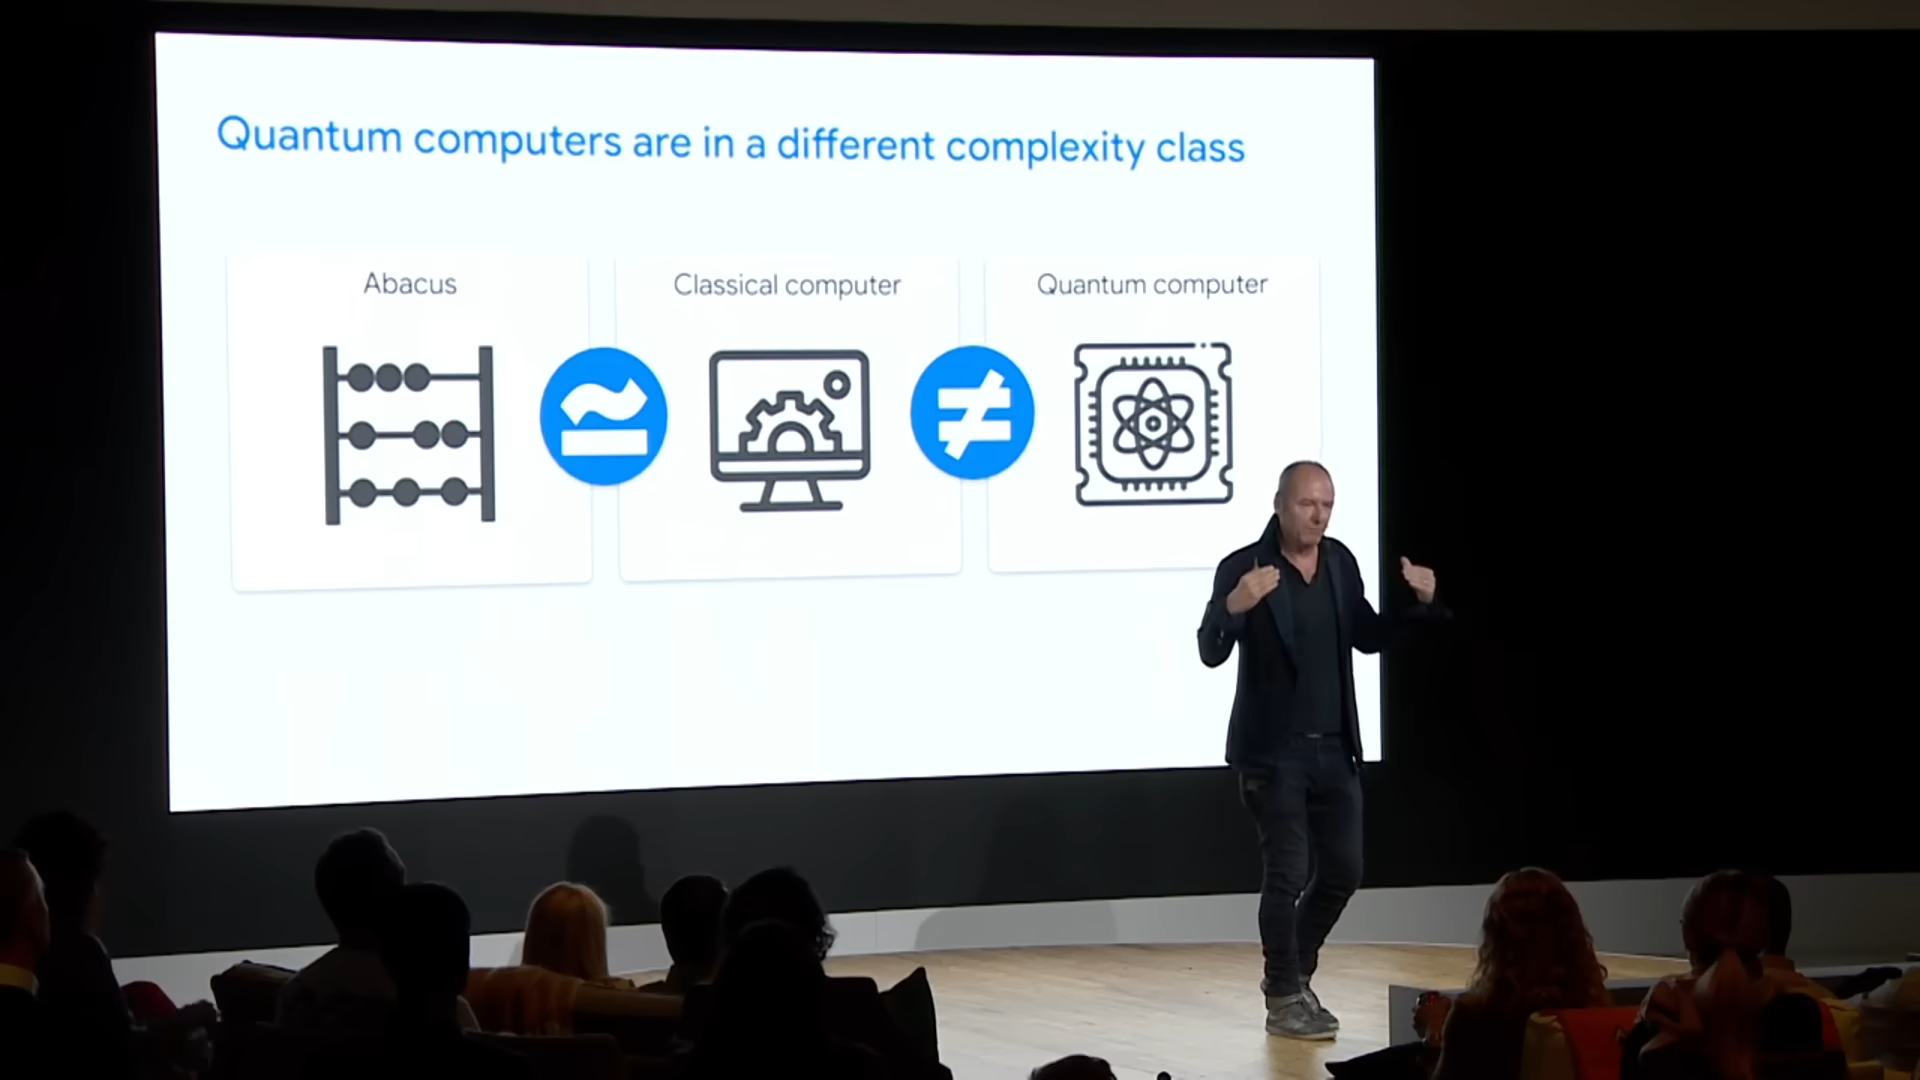 Quantum computers are in a different complexity class
Abacus
Classical computer
Quantum computer